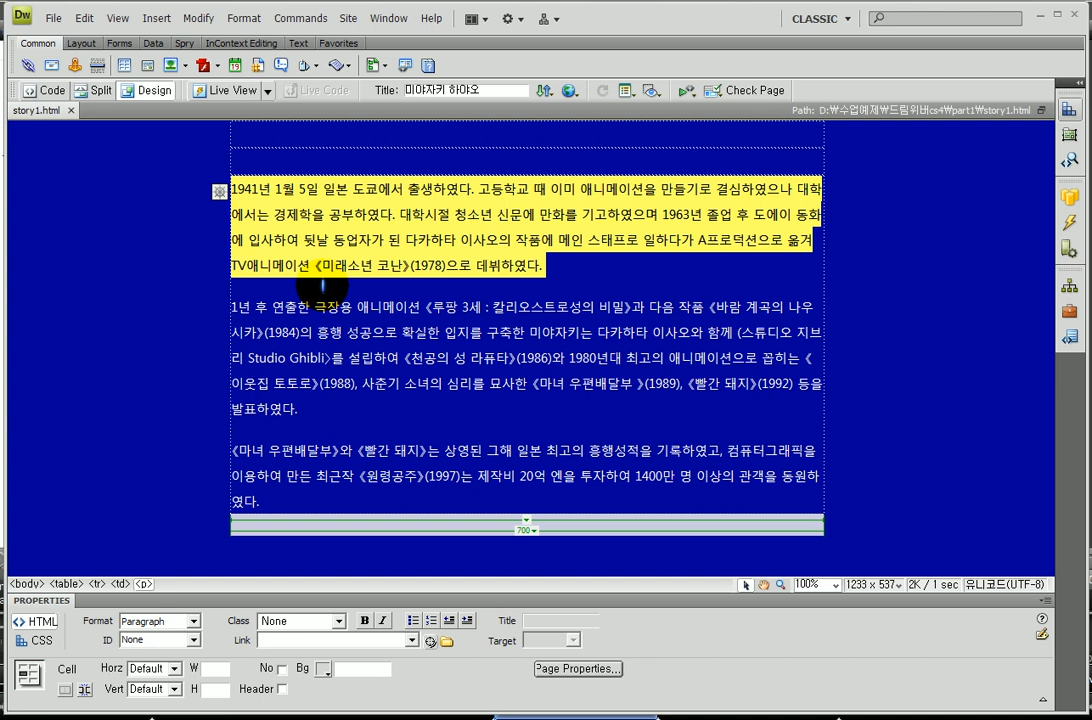 Dw File Edit View Insert Modify Format Commands Site Window Help CLASSIC
Common Layout Forms Data Spry InContext Editing Text Favorites
Code Split Design Live View Live Code Title: 미야자키 하야오 Check Page
story1.html Path: D:\수업예제\드림위버cs4\part1\story1.html
1941년 1월 5일 일본 도쿄에서 출생하였다. 고등학교 때 이미 애니메이션을 만들기로 결심하였으나 대학
에서는 경제학을 공부하였다. 대학시절 청소년 신문에 만화를 기고하였으며 1963년 졸업 후 도에이 동화
에 입사하여 뒷날 동업자가 된 다카하타 이사오의 작품에 메인 스태프로 일하다가 A프로덕션으로 옮겨
TV애니메이션 《미래소년 코난》(1978)으로 데뷔하였다.
1년 후 연출한 극장용 애니메이션 《루팡 3세 : 칼리오스트로성의 비밀》과 다음 작품 《바람 계곡의 나우
시카》(1984)의 흥행 성공으로 확실한 입지를 구축한 미야자키는 다카하타 이사오와 함께 (스튜디오 지브
리 Studio Ghibli〉를 설립하여 《천공의 성 라퓨타》(1986)와 1980년대 최고의 애니메이션으로 꼽히는 《
이웃집 토토로》(1988), 사춘기 소녀의 심리를 묘사한 《마녀 우편배달부 》(1989), 《빨간 돼지》(1992) 등을
발표하였다.
《마녀 우편배달부》와 《빨간 돼지》는 상영된 그해 일본 최고의 흥행성적을 기록하였고, 컴퓨터그래픽을
이용하여 만든 최근작 《원령공주》(1997)는 제작비 20억 엔을 투자하여 1400만 명 이상의 관객을 동원하
였다.
700
<body> <table> <tr> <td> <p> 100% 1233 x 537 2K / 1 sec 유니코드(UTF-8)
PROPERTIES
<> HTML Format Paragraph Class None B I Title
CSS ID None Link Target
Cell Horz Default W No Bg Page Properties...
Vert Default H Header